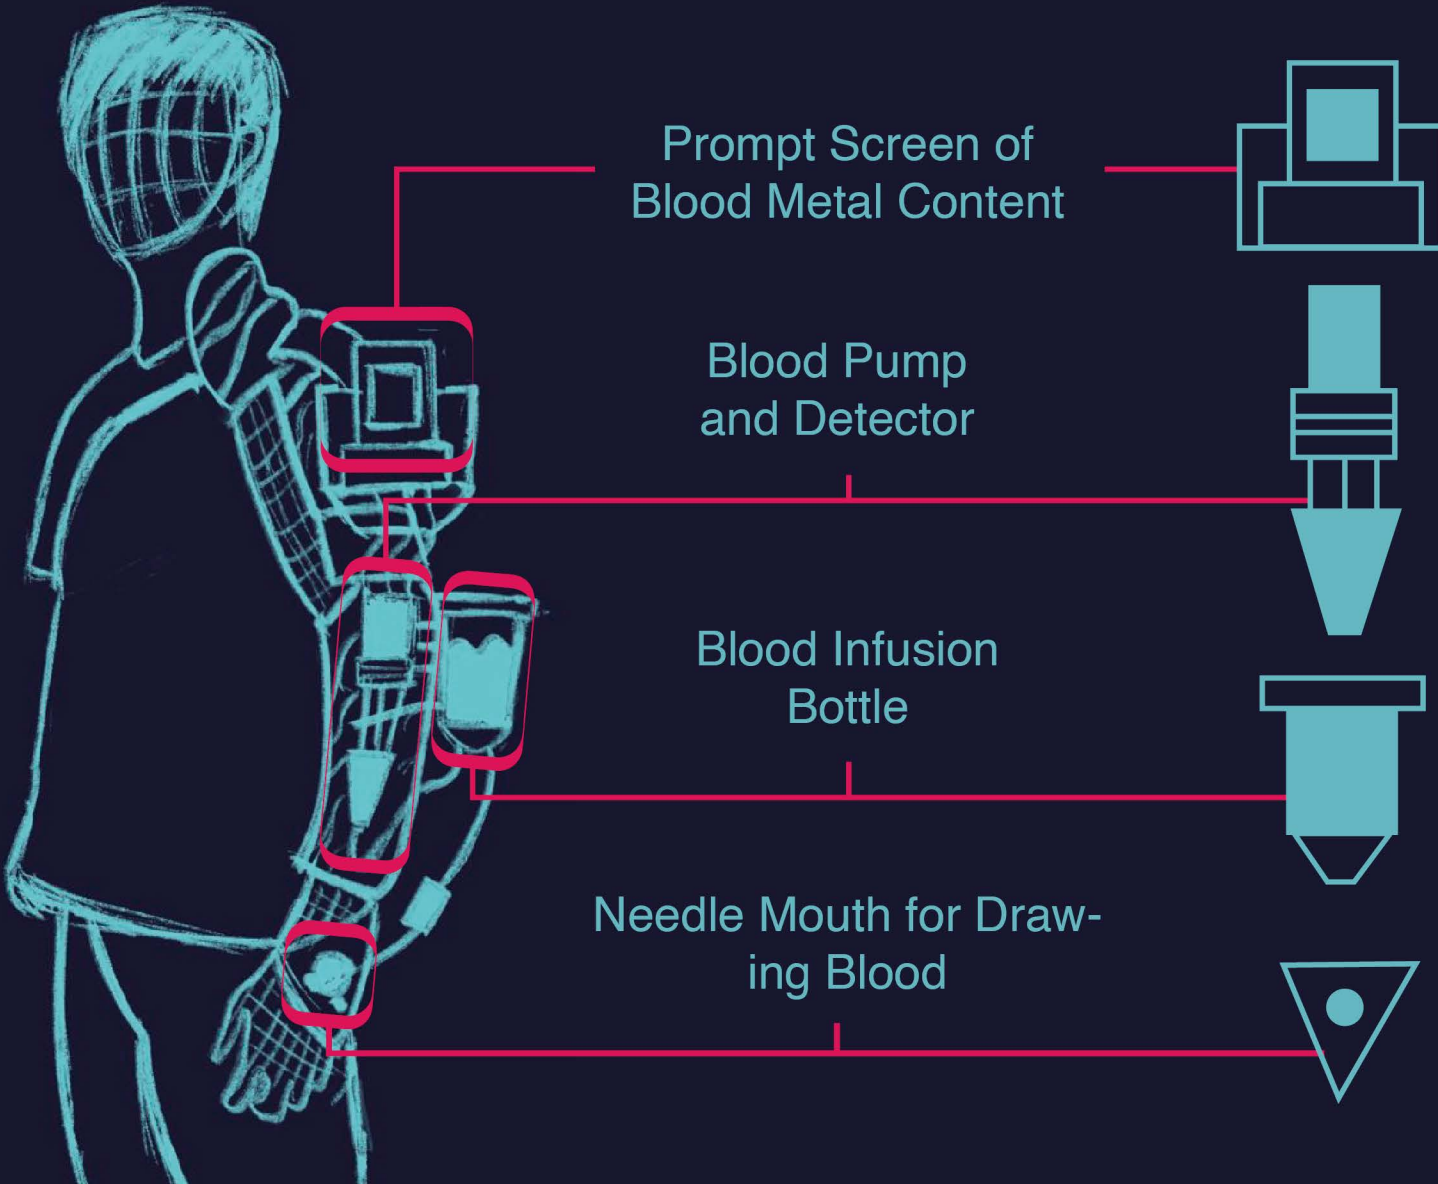 Prompt Screen of
Blood Metal Content
Blood Pump
and Detector
Blood Infusion
Bottle
Needle Mouth for Draw-
ing Blood